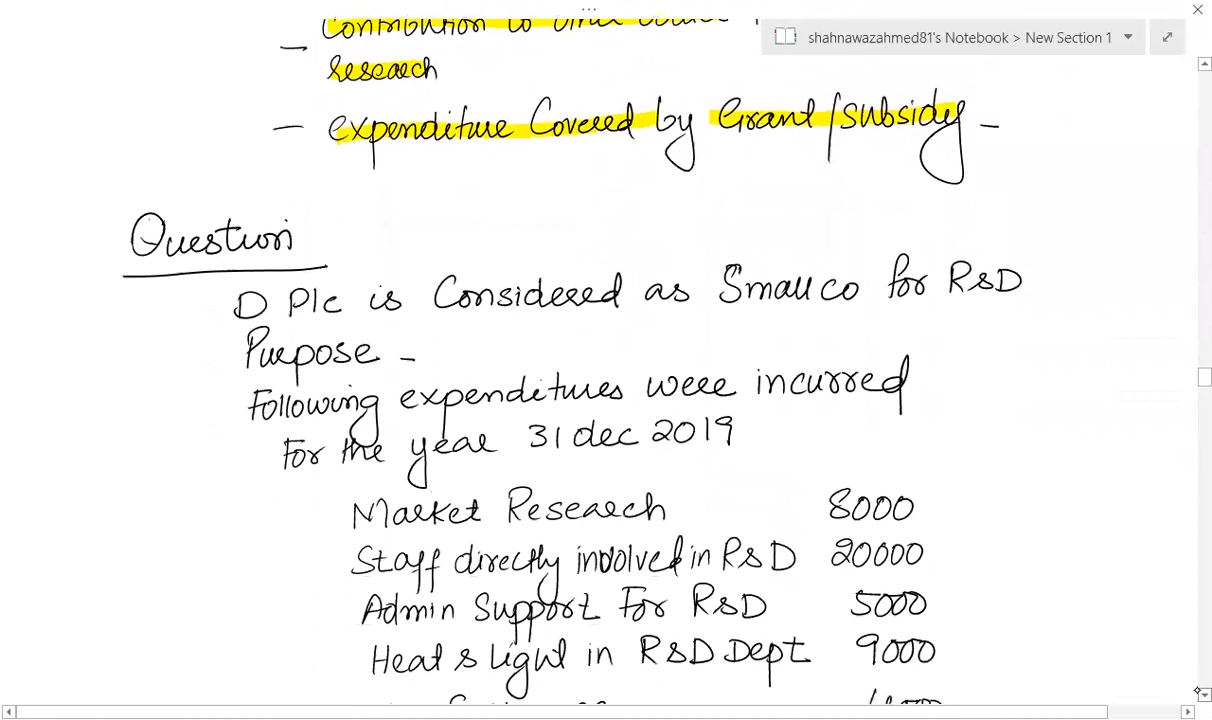 Contribution to
shahnawazahmed81's Notebook > New Section 1
– research
– expenditure Covered by Grant/subsidy –
Question
D Plc is Considered as Small co for R&D
Purpose –
Following expenditures were incurred
For the year 31 dec 2019
Market Research 8000
Staff directly involved in R&D 20000
Admin Support For R&D 5000
Heat & light in R&D Dept 9000